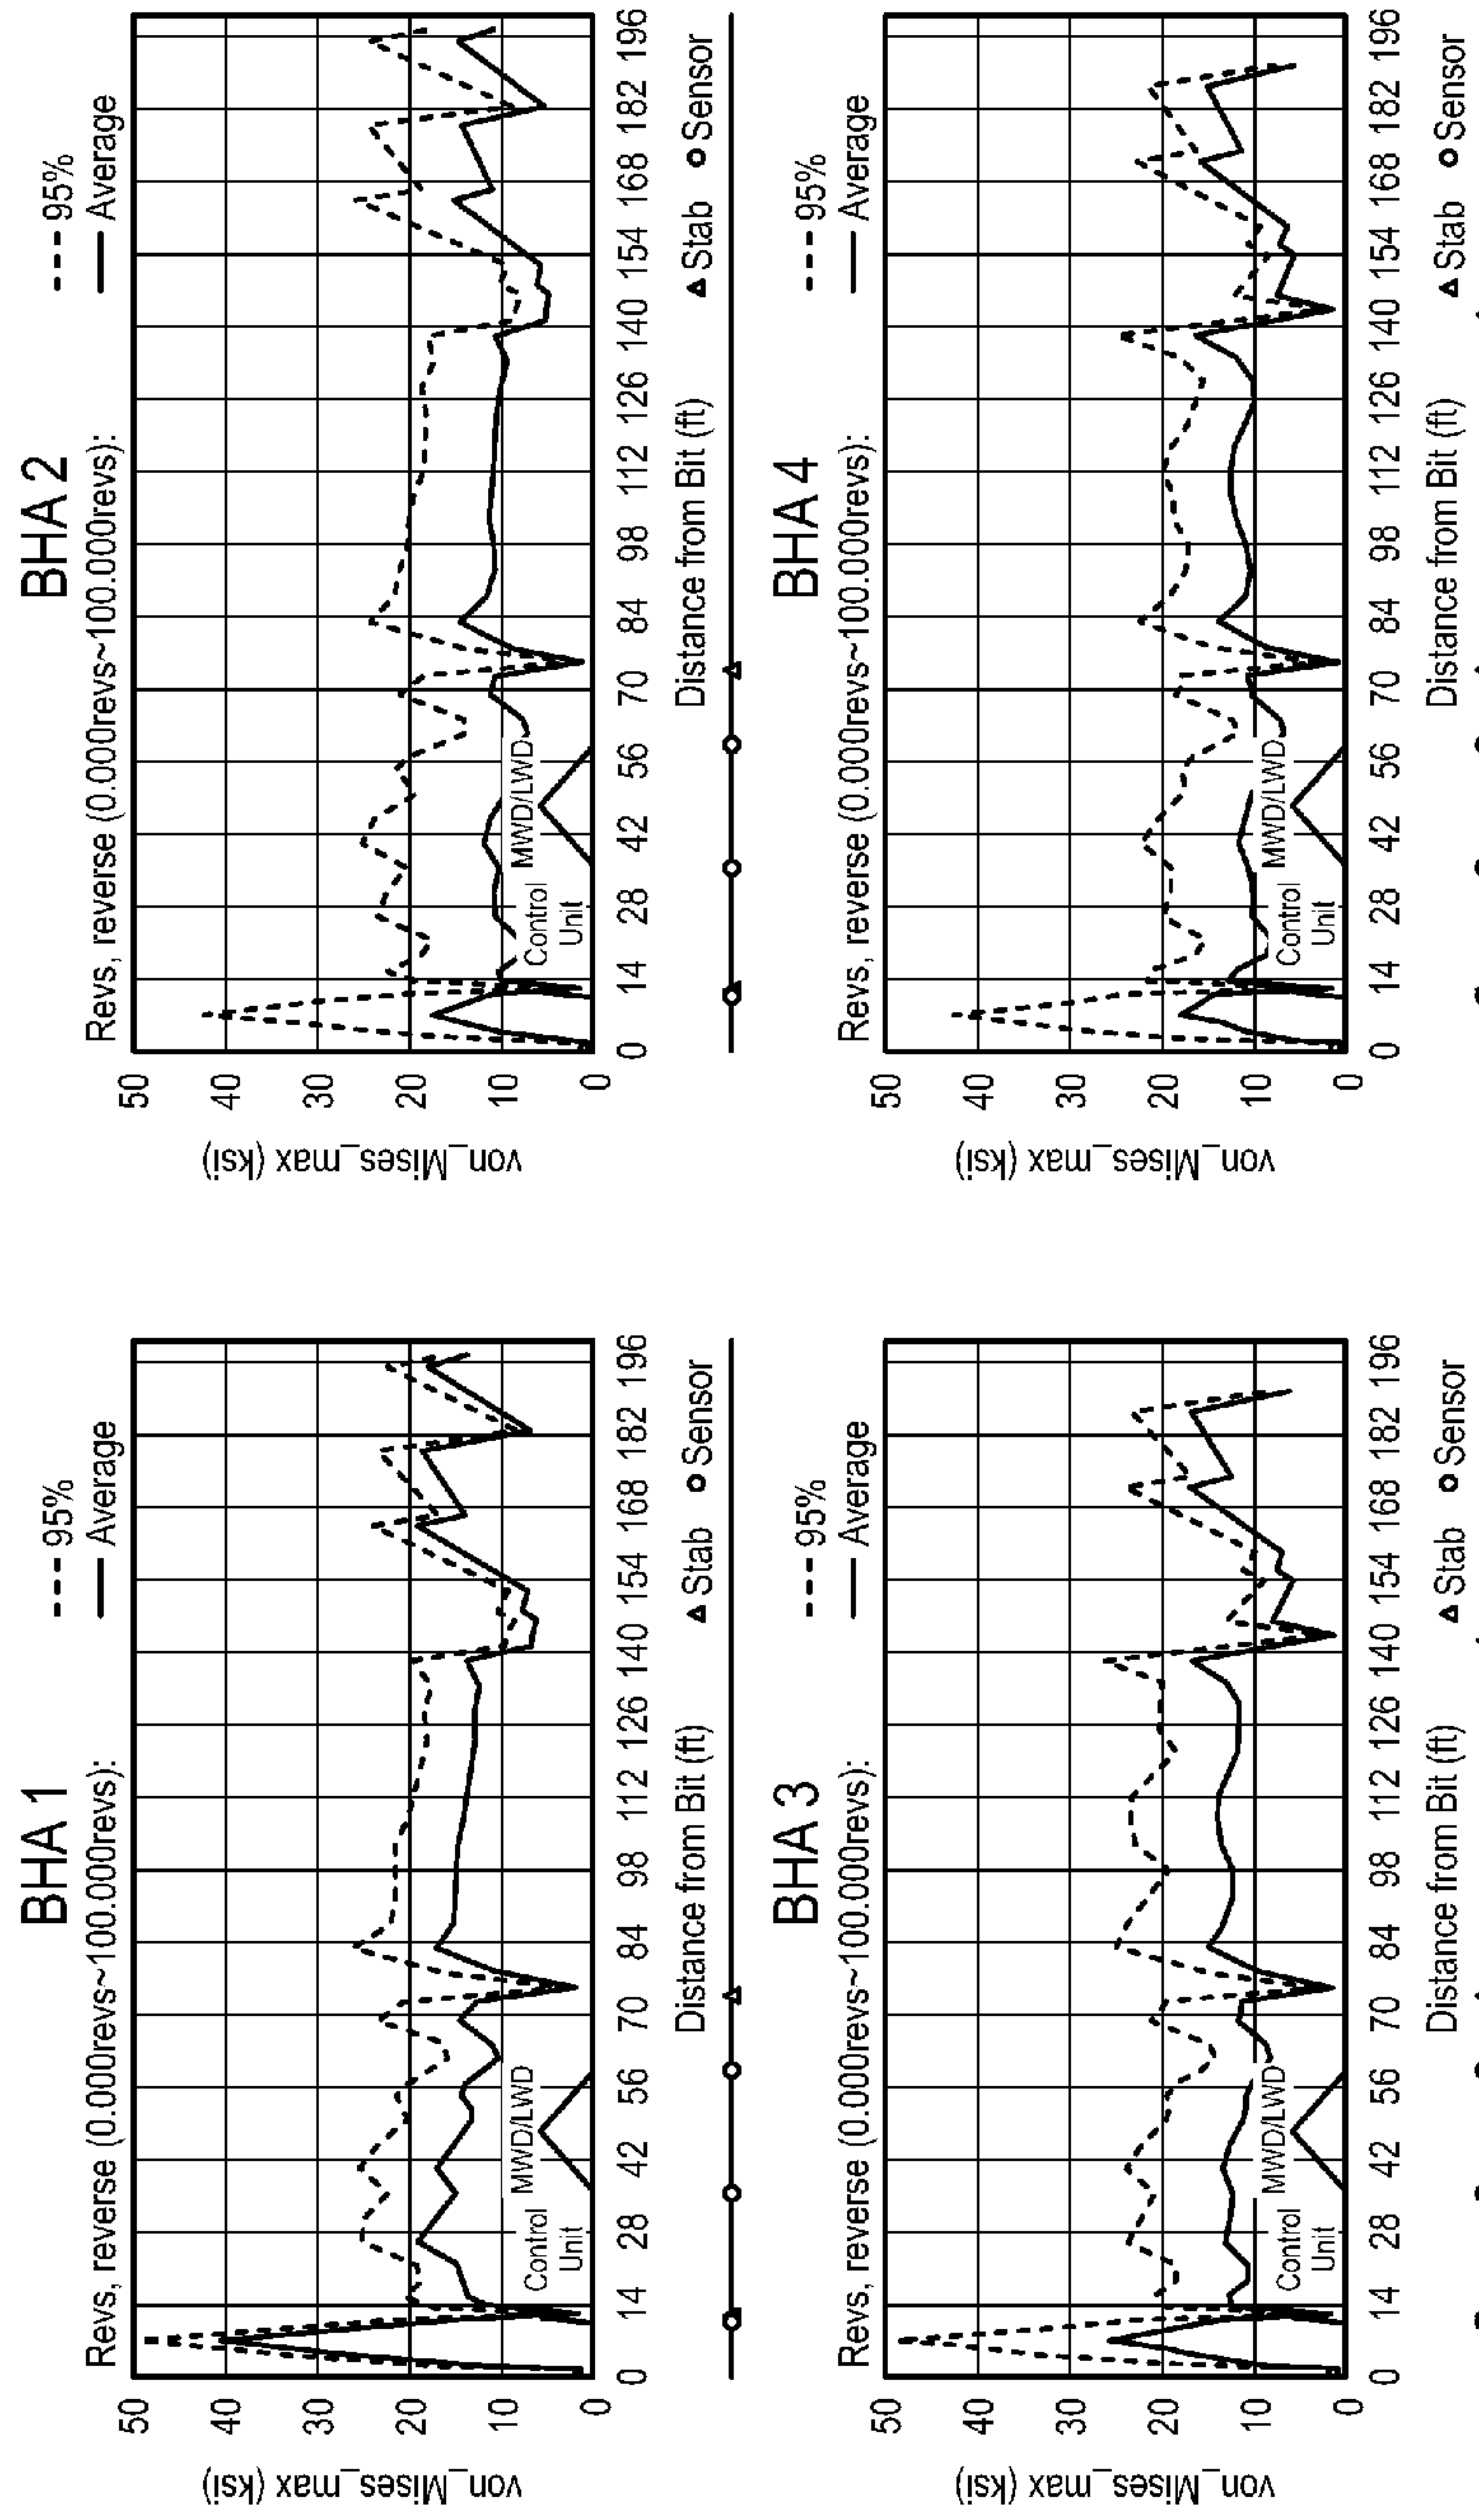 BHA 1
Revs, reverse (0.000revs~100.000revs):
95%
Average
von_Mises_max (ksi)
50
40
30
20
10
0
Control
Unit
MWD/LWD
0 14 28 42 56 70 84 98 112 126 140 154 168 182 196
Distance from Bit (ft)
Stab
Sensor
BHA 2
Revs, reverse (0.000revs~100.000revs):
95%
Average
von_Mises_max (ksi)
50
40
30
20
10
0
Control
Unit
MWD/LWD
0 14 28 42 56 70 84 98 112 126 140 154 168 182 196
Distance from Bit (ft)
Stab
Sensor
BHA 3
Revs, reverse (0.000revs~100.000revs):
95%
Average
von_Mises_max (ksi)
50
40
30
20
10
0
Control
Unit
MWD/LWD
0 14 28 42 56 70 84 98 112 126 140 154 168 182 196
Distance from Bit (ft)
Stab
Sensor
BHA 4
Revs, reverse (0.000revs~100.000revs):
95%
Average
von_Mises_max (ksi)
50
40
30
20
10
0
Control
Unit
MWD/LWD
0 14 28 42 56 70 84 98 112 126 140 154 168 182 196
Distance from Bit (ft)
Stab
Sensor